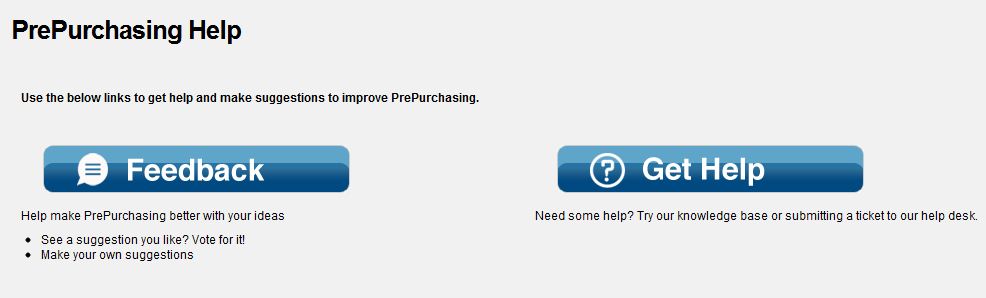 PrePurchasing Help
Use the below links to get help and make suggestions to improve PrePurchasing.
Feedback
Get Help
Help make PrePurchasing better with your ideas
Need some help? Try our knowledge base or submitting a ticket to our help desk.
• See a suggestion you like? Vote for it!
• Make your own suggestions